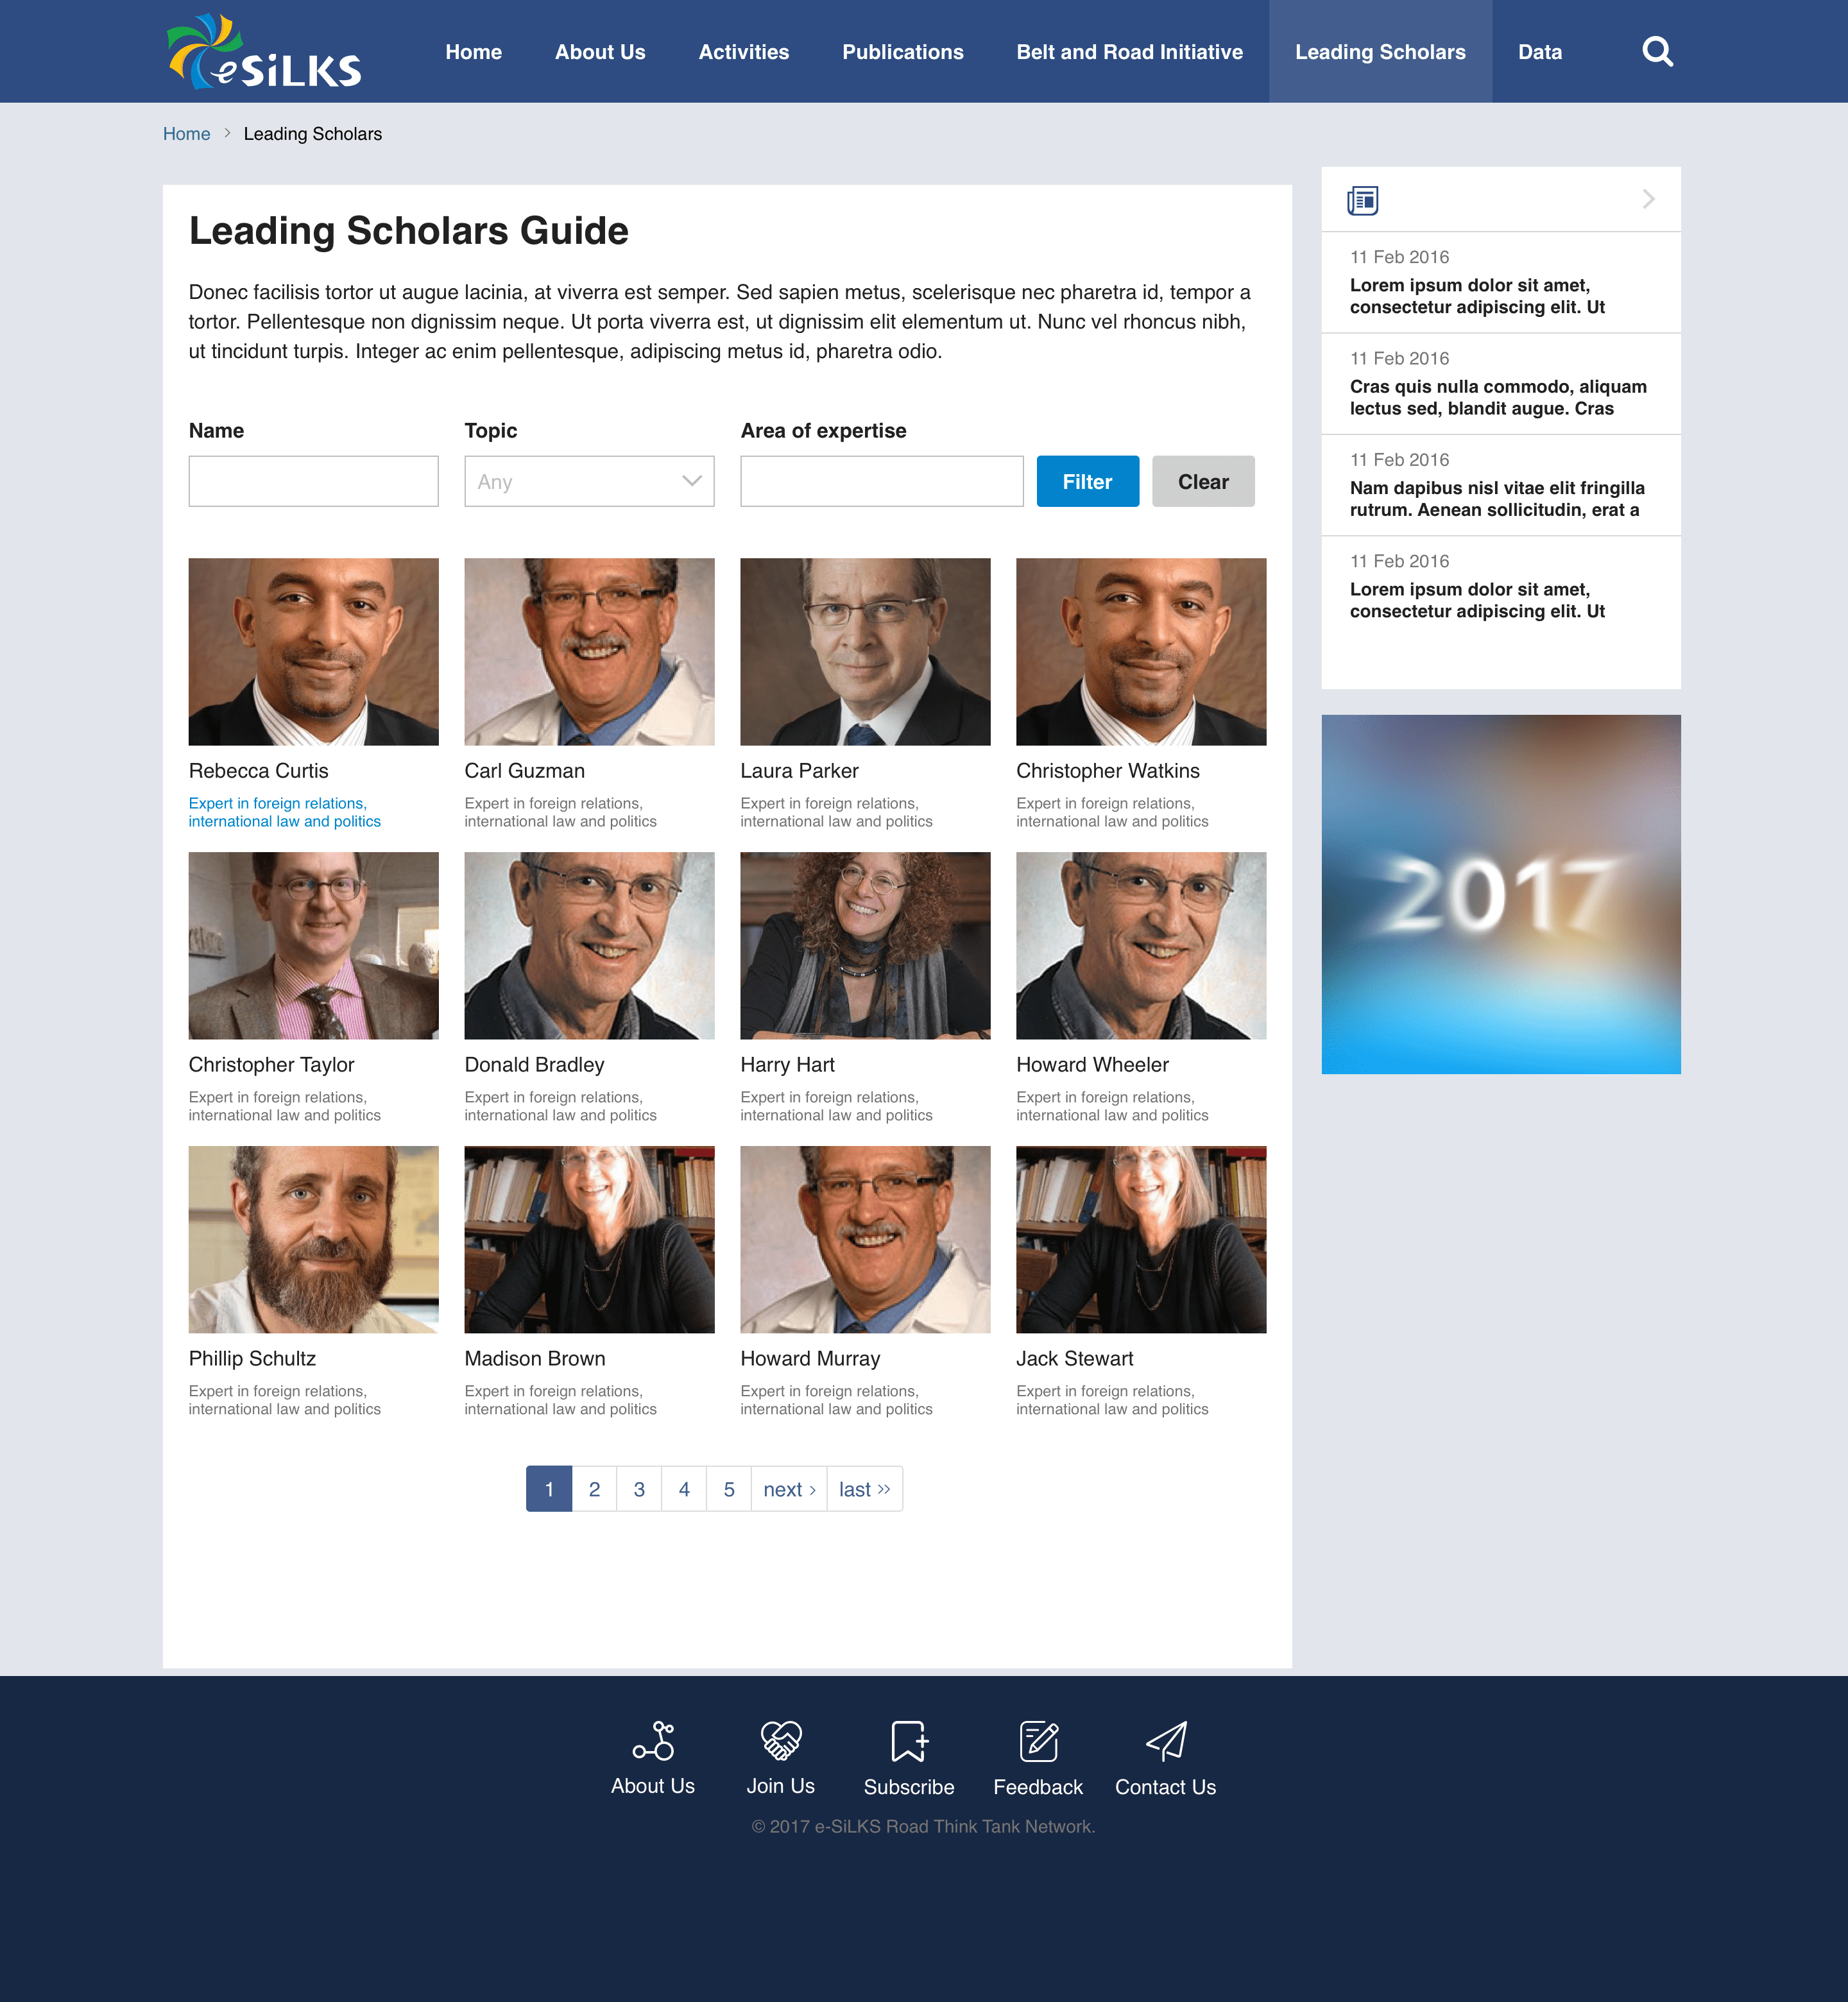 eSiLKS
Home
About Us
Activities
Publications
Belt and Road Initiative
Leading Scholars
Data
Home > Leading Scholars
Leading Scholars Guide
Donec facilisis tortor ut augue lacinia, at viverra est semper. Sed sapien metus, scelerisque nec pharetra id, tempor a
tortor. Pellentesque non dignissim neque. Ut porta viverra est, ut dignissim elit elementum ut. Nunc vel rhoncus nibh,
ut tincidunt turpis. Integer ac enim pellentesque, adipiscing metus id, pharetra odio.
Name
Topic
Any
Area of expertise
Filter
Clear
Rebecca Curtis
Expert in foreign relations,
international law and politics
Carl Guzman
Expert in foreign relations,
international law and politics
Laura Parker
Expert in foreign relations,
international law and politics
Christopher Watkins
Expert in foreign relations,
international law and politics
Christopher Taylor
Expert in foreign relations,
international law and politics
Donald Bradley
Expert in foreign relations,
international law and politics
Harry Hart
Expert in foreign relations,
international law and politics
Howard Wheeler
Expert in foreign relations,
international law and politics
Phillip Schultz
Expert in foreign relations,
international law and politics
Madison Brown
Expert in foreign relations,
international law and politics
Howard Murray
Expert in foreign relations,
international law and politics
Jack Stewart
Expert in foreign relations,
international law and politics
1 2 3 4 5 next > last >>
11 Feb 2016
Lorem ipsum dolor sit amet,
consectetur adipiscing elit. Ut
11 Feb 2016
Cras quis nulla commodo, aliquam
lectus sed, blandit augue. Cras
11 Feb 2016
Nam dapibus nisl vitae elit fringilla
rutrum. Aenean sollicitudin, erat a
11 Feb 2016
Lorem ipsum dolor sit amet,
consectetur adipiscing elit. Ut
2017
About Us
Join Us
Subscribe
Feedback
Contact Us
© 2017 e-SiLKS Road Think Tank Network.